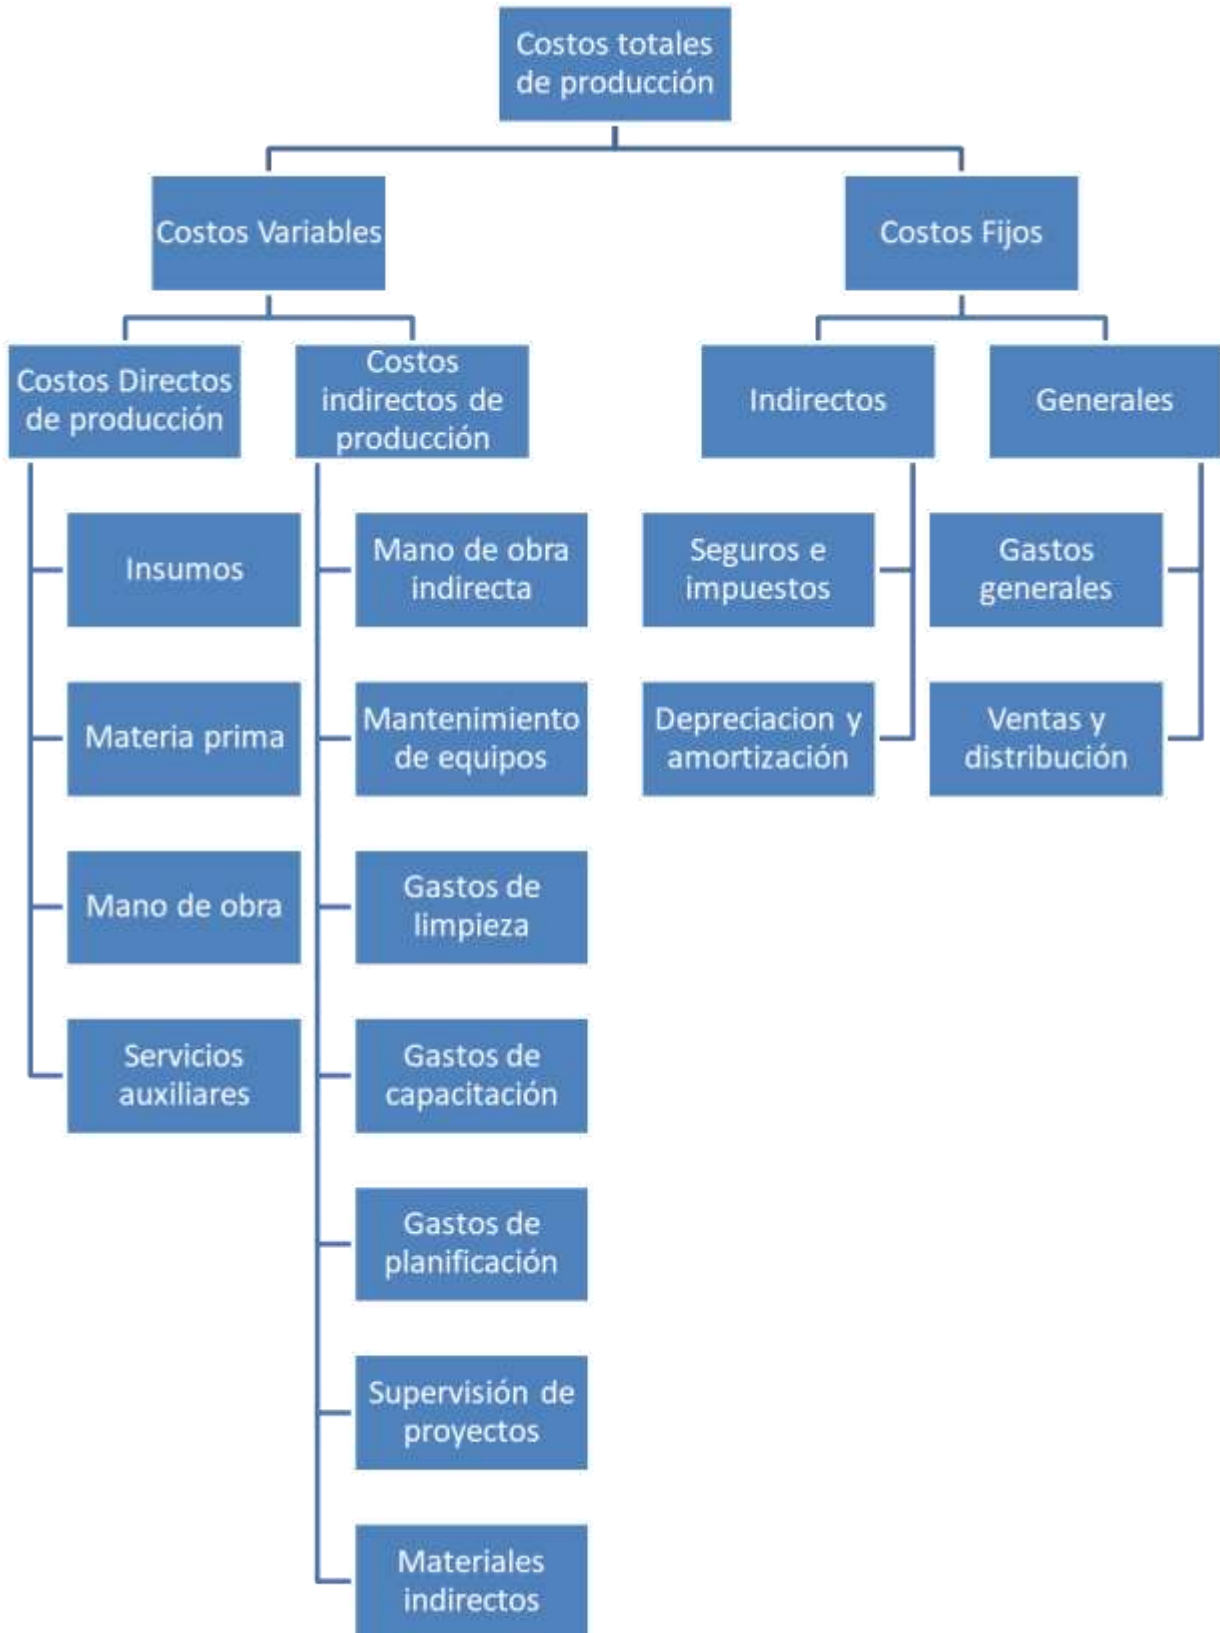 Costos totales
de producción
Costos Variables
Costos Fijos
Costos Directos
de producción
Costos
indirectos de
producción
Indirectos
Generales
Insumos
Materia prima
Mano de obra
Servicios
auxiliares
Mano de obra
indirecta
Mantenimiento
de equipos
Gastos de
limpieza
Gastos de
capacitación
Gastos de
planificación
Supervisión de
proyectos
Materiales
indirectos
Seguros e
impuestos
Depreciacion y
amortización
Gastos
generales
Ventas y
distribución